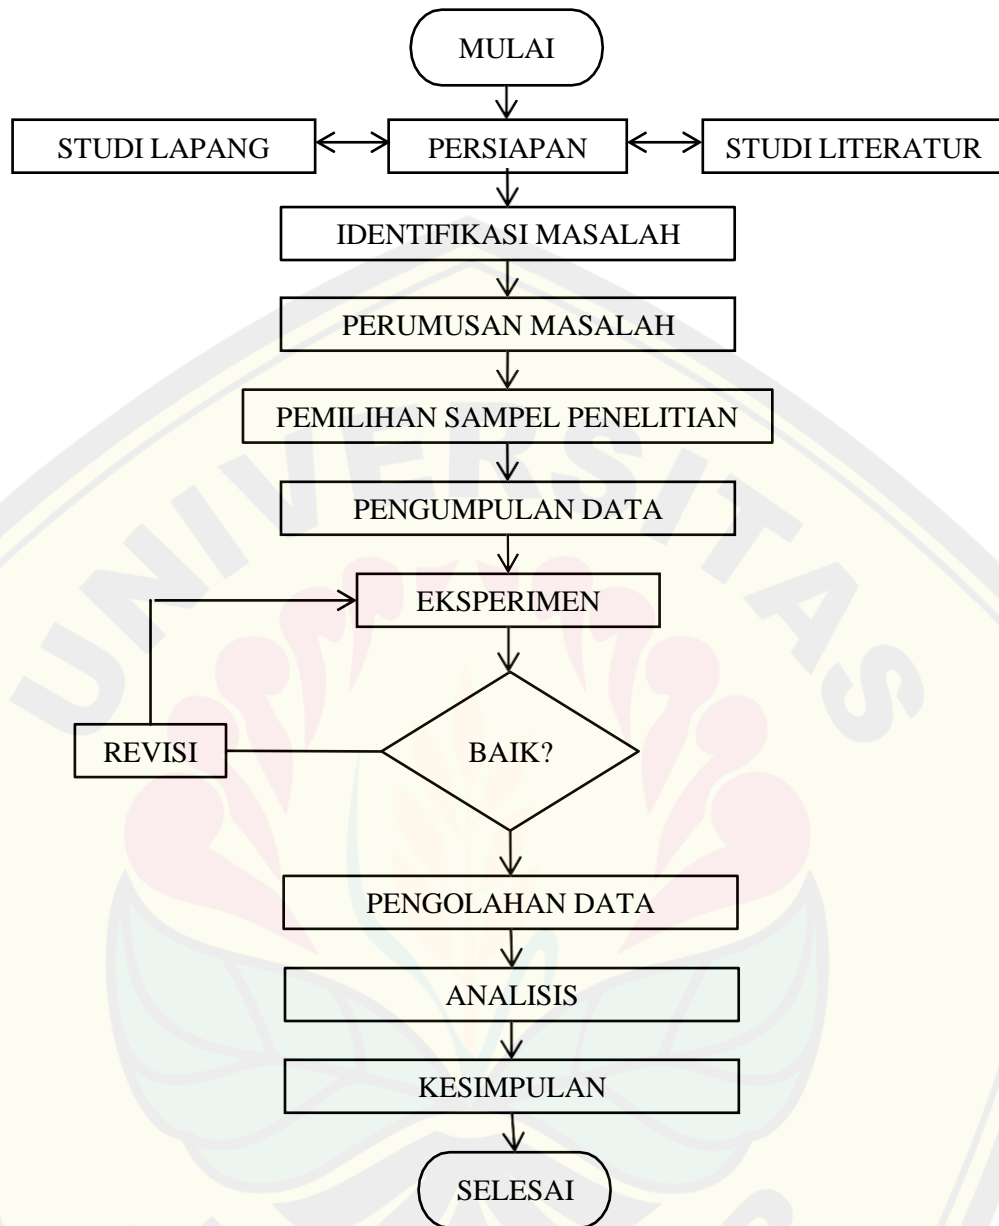 MULAI
STUDI LAPANG
PERSIAPAN
STUDI LITERATUR
IDENTIFIKASI MASALAH
PERUMUSAN MASALAH
PEMILIHAN SAMPEL PENELITIAN
UNIVERSITAS
PENGUMPULAN DATA
EKSPERIMEN
REVISI
BAIK?
PENGOLAHAN DATA
ANALISIS
KESIMPULAN
SELESAI